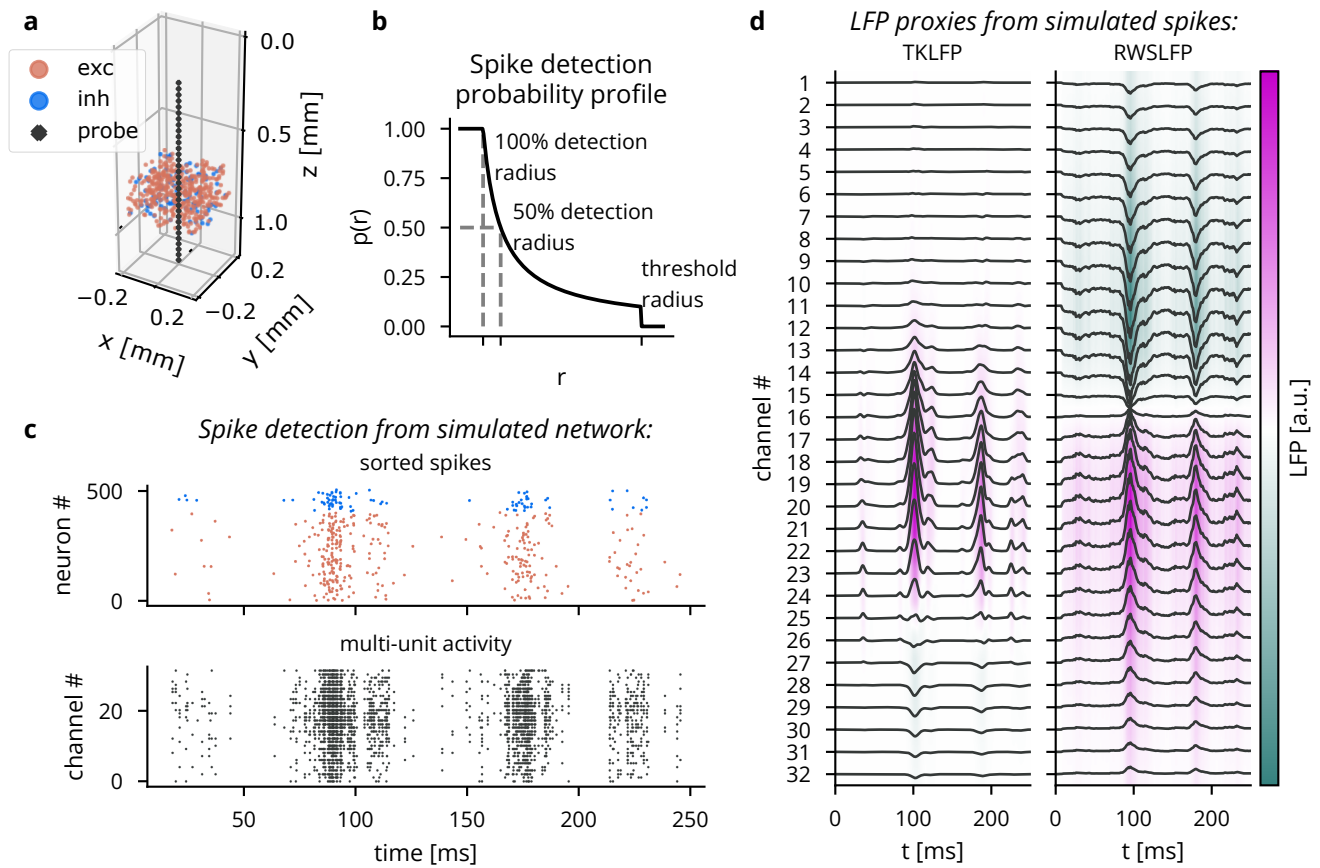 a
exc
inh
probe
0.0
0.5
1.0
z [mm]
−0.2
0.2
x [mm]
−0.2
0.2
y [mm]
b
Spike detection
probability profile
1.00
0.75
0.50
0.25
0.00
p(r)
100% detection
radius
50% detection
radius
threshold
radius
r
c
Spike detection from simulated network:
sorted spikes
500
0
neuron #
multi-unit activity
20
0
channel #
50
100
150
200
250
time [ms]
d
LFP proxies from simulated spikes:
TKLFP
RWSLFP
1
2
3
4
5
6
7
8
9
10
11
12
13
14
15
16
17
18
19
20
21
22
23
24
25
26
27
28
29
30
31
32
channel #
0
100
200
t [ms]
0
100
200
t [ms]
LFP [a.u.]